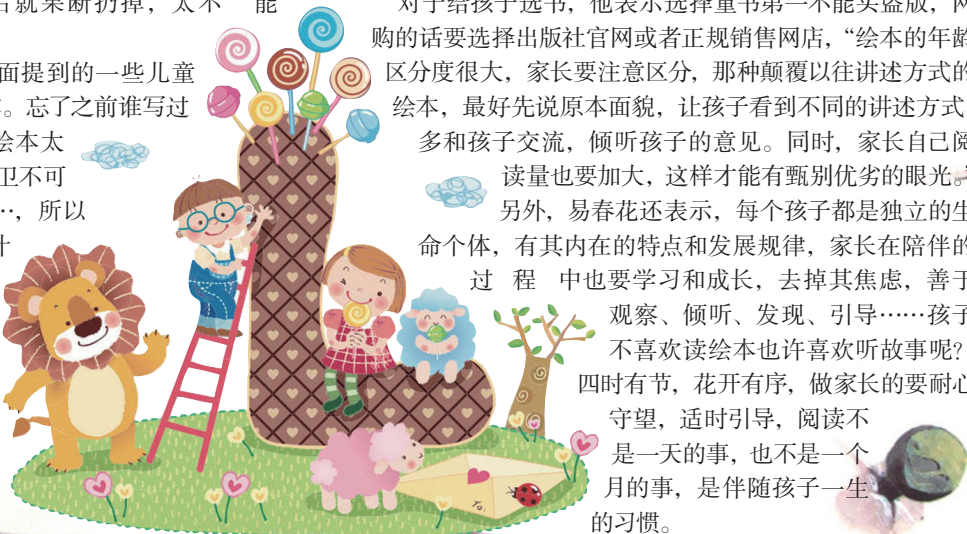 后就果断扔掉，太不 能
面提到的一些儿童
。忘了之前谁写过
绘本太
卫不可
…，所以
计
对于给孩子选书，他表示选择童书第一不能买盗版，网
购的话要选择出版社官网或者正规销售网店，“绘本的年龄
区分度很大，家长要注意区分，那种颠覆以往讲述方式的
绘本，最好先说原本面貌，让孩子看到不同的讲述方式，
多和孩子交流，倾听孩子的意见。同时，家长自己阅
读量也要加大，这样才能有甄别优劣的眼光。”
另外，易春花还表示，每个孩子都是独立的生
命个体，有其内在的特点和发展规律，家长在陪伴的
过 程 中也要学习和成长，去掉其焦虑，善于
观察、倾听、发现、引导……孩子
不喜欢读绘本也许喜欢听故事呢？
四时有节，花开有序，做家长的要耐心
守望，适时引导，阅读不
是一天的事，也不是一个
月的事，是伴随孩子一生
的习惯。
To.